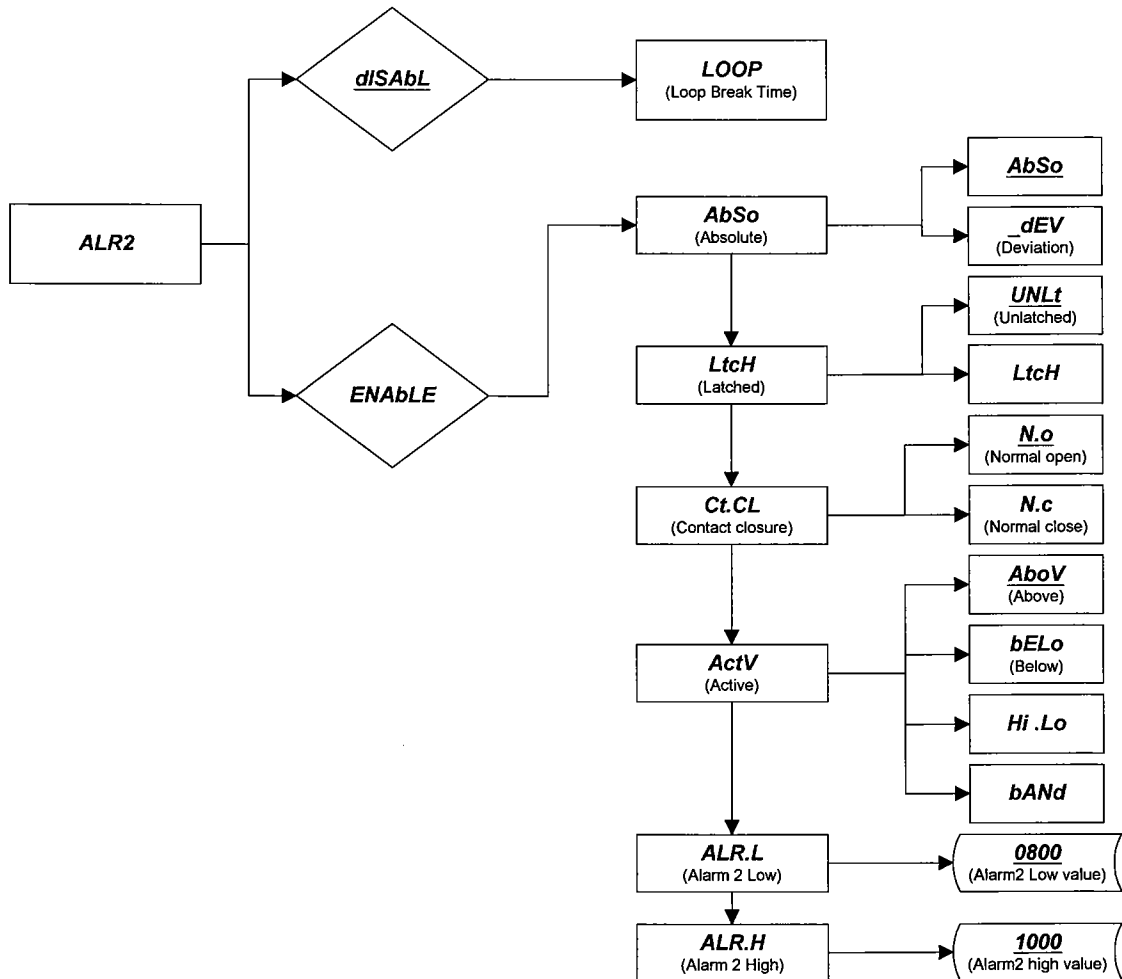 dISAbL
LOOP
(Loop Break Time)
AbSo
ALR2
AbSo
(Absolute)
_dEV
(Deviation)
UNLt
(Unlatched)
ENAbLE
LtcH
(Latched)
LtcH
N.o
(Normal open)
Ct.CL
(Contact closure)
N.c
(Normal close)
AboV
(Above)
ActV
(Active)
bELo
(Below)
Hi .Lo
bANd
ALR.L
(Alarm 2 Low)
0800
(Alarm2 Low value)
ALR.H
(Alarm 2 High)
1000
(Alarm2 high value)